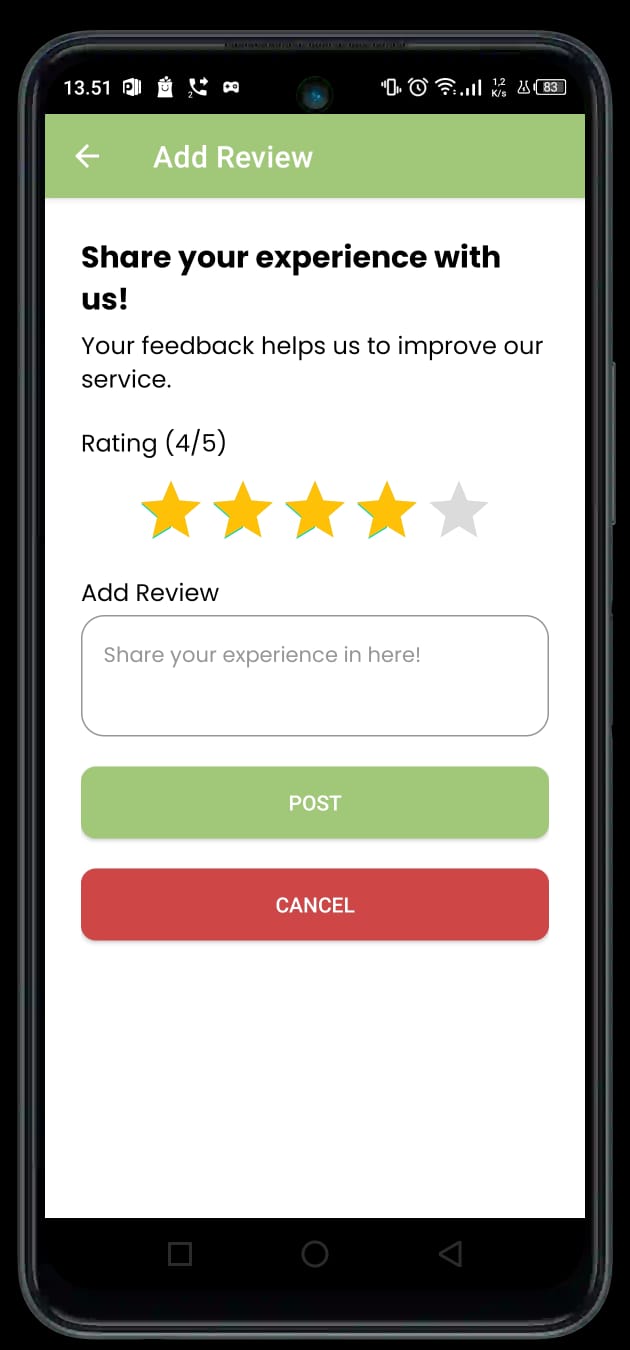 13.51
2
1,2
K/s
83
Add Review
Share your experience with
us!
Your feedback helps us to improve our
service.
Rating (4/5)
Add Review
Share your experience in here!
POST
CANCEL